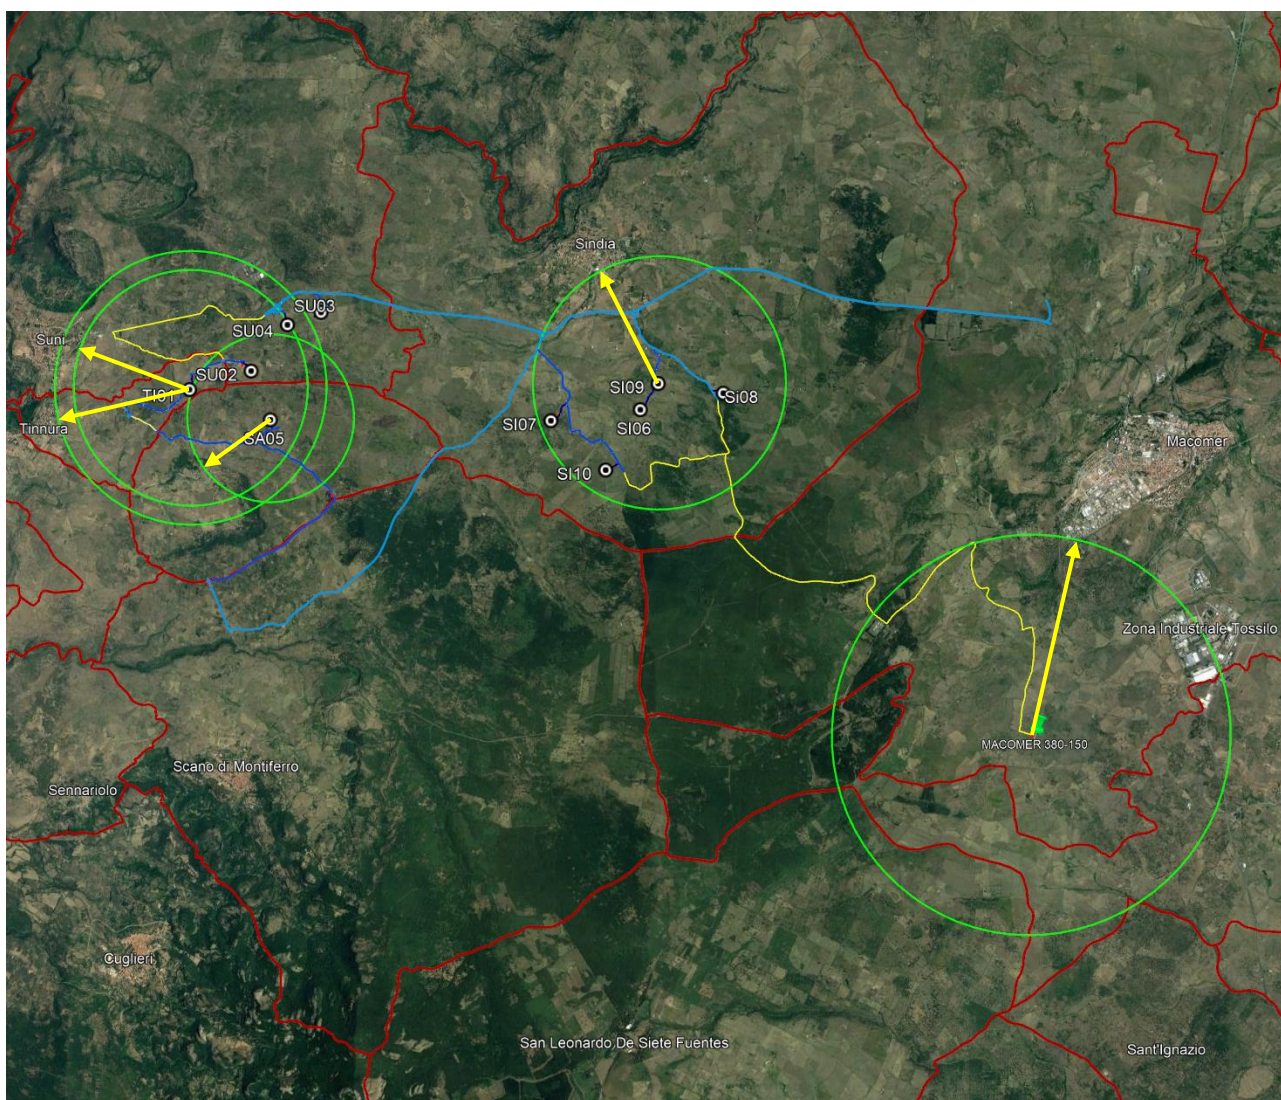 Sindia
SU03
SU04
Suni
SU02
TI01
SI09
Si08
SI06
SI07
Tinnura
SA05
Macomer
SI10
Zona Industriale Tossilo
MACOMER 380-150
Scano di Montiferro
Sennariolo
Cuglieri
San Leonardo De Siete Fuentes
Sant'Ignazio